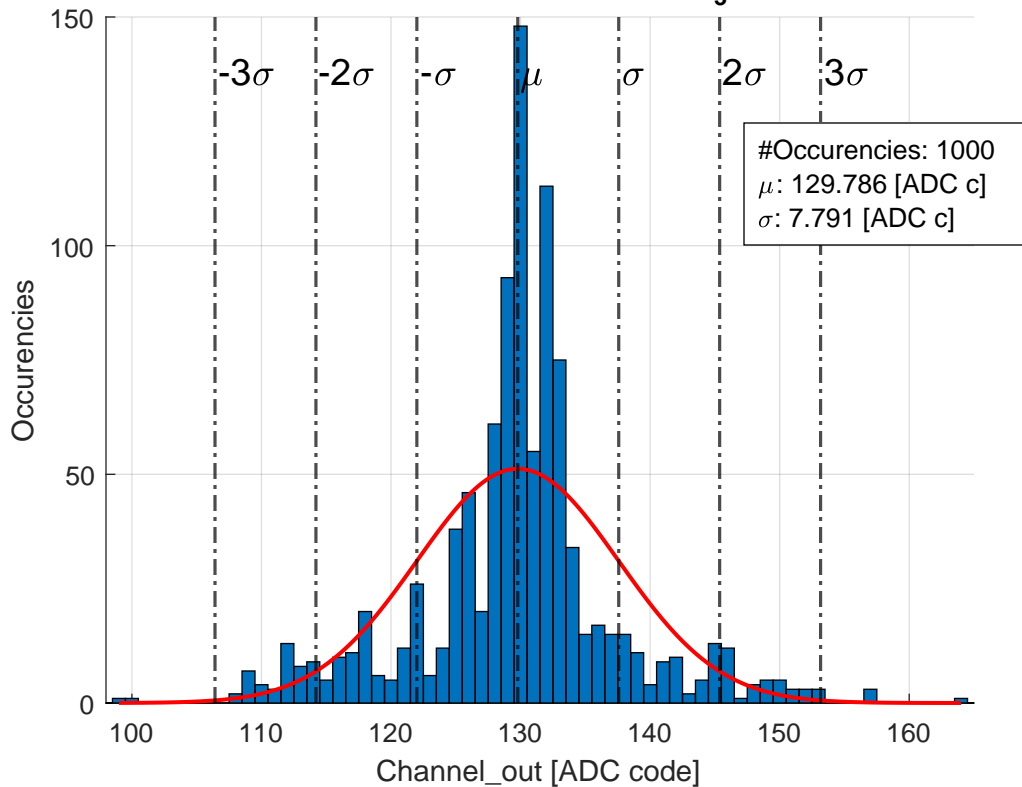 150
-3σ -2σ -σ μ σ 2σ 3σ
#Occurencies: 1000
μ: 129.786 [ADC c]
σ: 7.791 [ADC c]
100
50
0
Occurencies
100 110 120 130 140 150 160
Channel_out [ADC code]